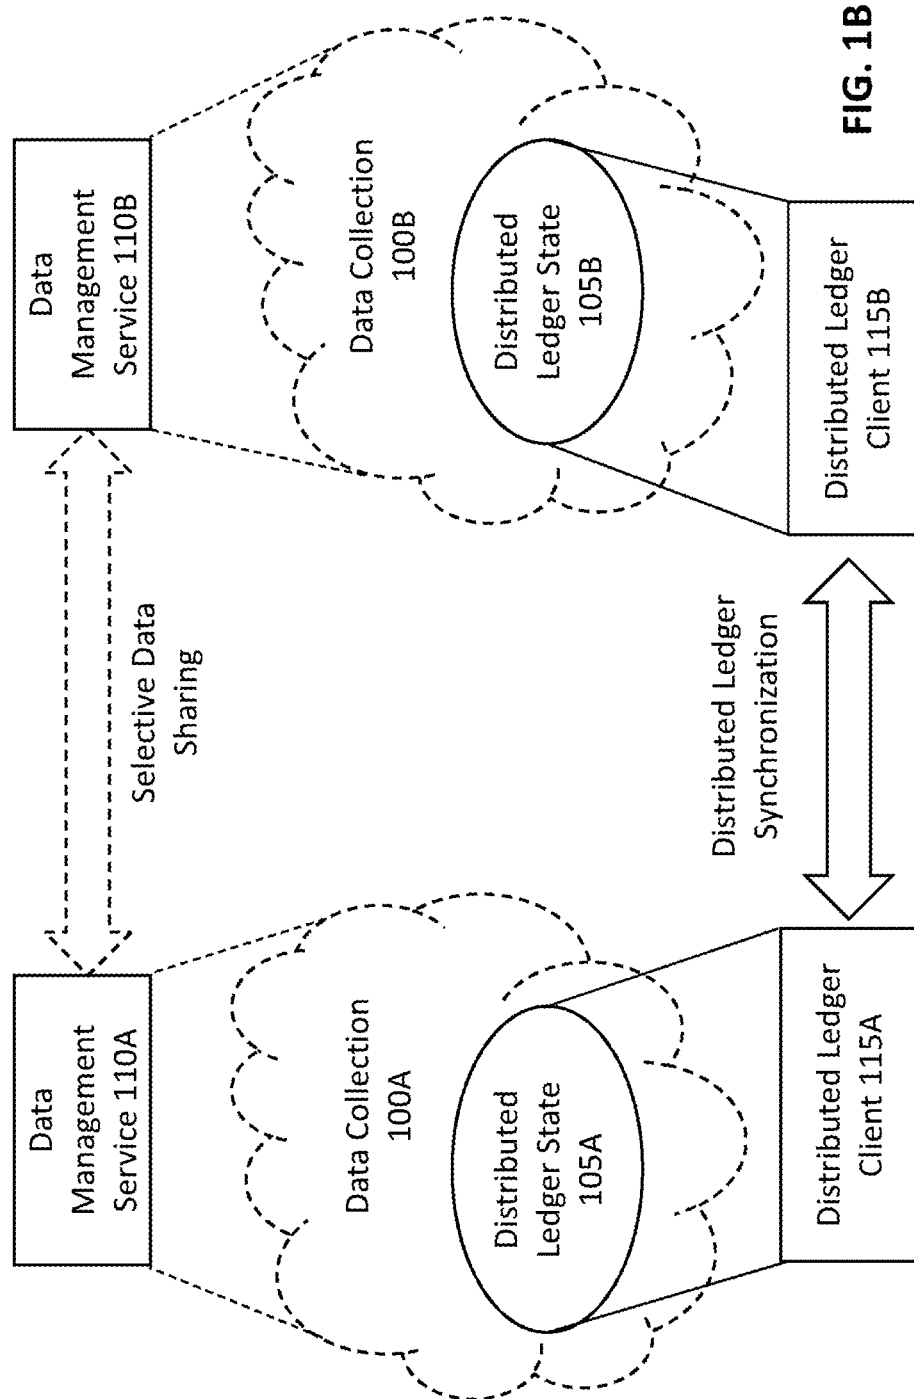 Data
Management
Service 110A
Selective Data
Sharing
Data
Management
Service 110B
Data Collection
100A
Data Collection
100B
Distributed
Ledger State
105A
Distributed
Ledger State
105B
Distributed Ledger
Client 115A
Distributed Ledger
Synchronization
Distributed Ledger
Client 115B
FIG. 1B